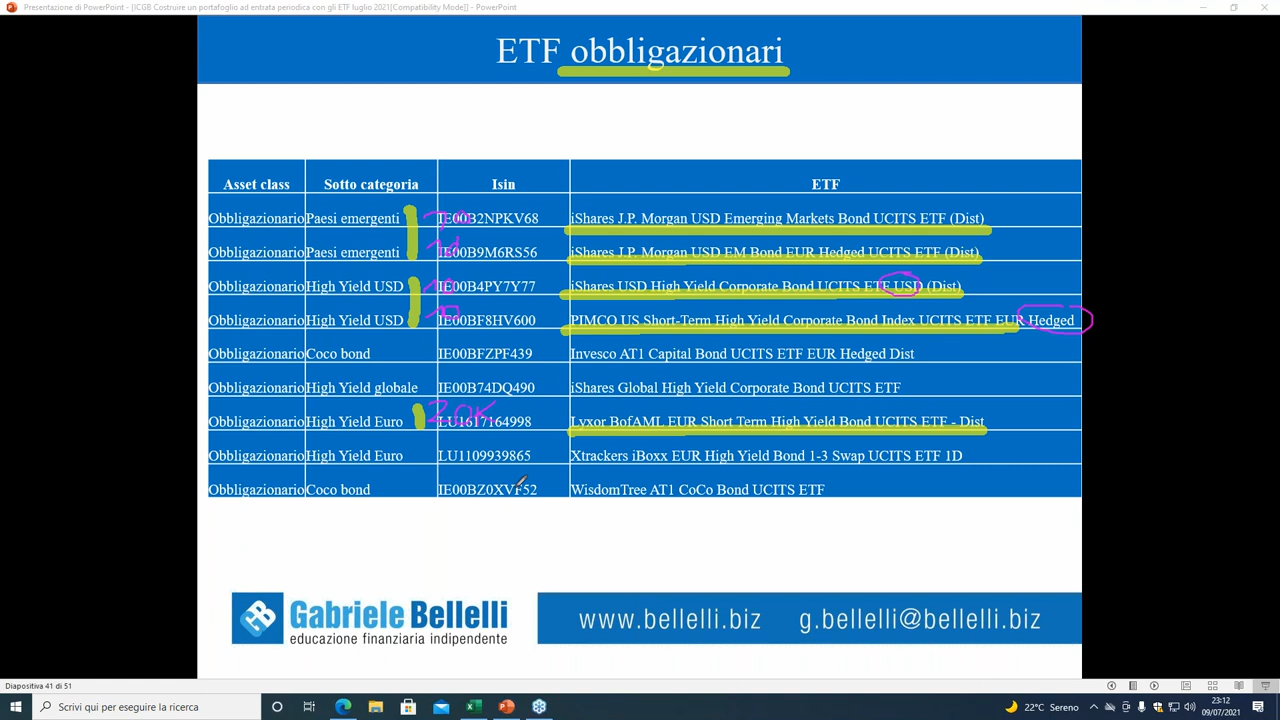 Presentazione di PowerPoint - [ICGB Costruire un portafoglio ad entrata periodica con gli ETF luglio 2021[Compatibility Mode]] - PowerPoint
ETF obbligazionari
Asset class Sotto categoria Isin ETF
Obbligazionario Paesi emergenti IE00B2NPKV68 iShares J.P. Morgan USD Emerging Markets Bond UCITS ETF (Dist)
Obbligazionario Paesi emergenti IE00B9M6RS56 iShares J.P. Morgan USD EM Bond EUR Hedged UCITS ETF (Dist)
Obbligazionario High Yield USD IE00B4PY7Y77 iShares USD High Yield Corporate Bond UCITS ETF USD (Dist)
Obbligazionario High Yield USD IE00BF8HV600 PIMCO US Short-Term High Yield Corporate Bond Index UCITS ETF EUR Hedged
Obbligazionario Coco bond IE00BFZPF439 Invesco AT1 Capital Bond UCITS ETF EUR Hedged Dist
Obbligazionario High Yield globale IE00B74DQ490 iShares Global High Yield Corporate Bond UCITS ETF
20K
Obbligazionario High Yield Euro LU1617164998 Lyxor BofAML EUR Short Term High Yield Bond UCITS ETF - Dist
Obbligazionario High Yield Euro LU1109939865 Xtrackers iBoxx EUR High Yield Bond 1-3 Swap UCITS ETF 1D
Obbligazionario Coco bond IE00BZ0XVF52 WisdomTree AT1 CoCo Bond UCITS ETF
Gabriele Bellelli
educazione finanziaria indipendente
www.bellelli.biz g.bellelli@bellelli.biz
Diapositiva 41 di 51
Scrivi qui per eseguire la ricerca
22°C Sereno
23:12
09/07/2021